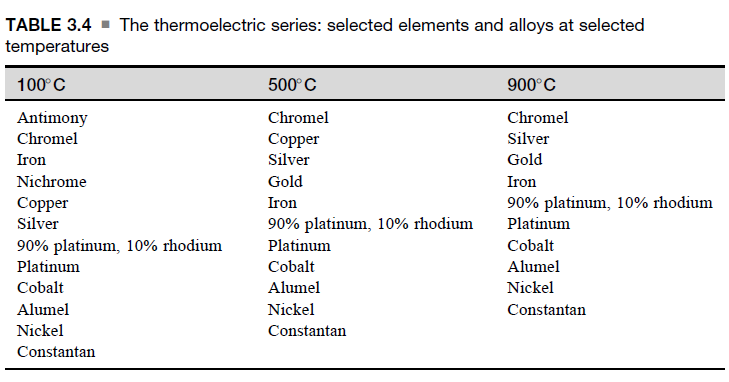 TABLE 3.4 ■ The thermoelectric series: selected elements and alloys at selected
temperatures
100°C 500°C 900°C
Antimony Chromel Chromel
Chromel Copper Silver
Iron Silver Gold
Nichrome Gold Iron
Copper Iron 90% platinum, 10% rhodium
Silver 90% platinum, 10% rhodium Platinum
90% platinum, 10% rhodium Platinum Cobalt
Platinum Cobalt Alumel
Cobalt Alumel Nickel
Alumel Nickel Constantan
Nickel Constantan
Constantan